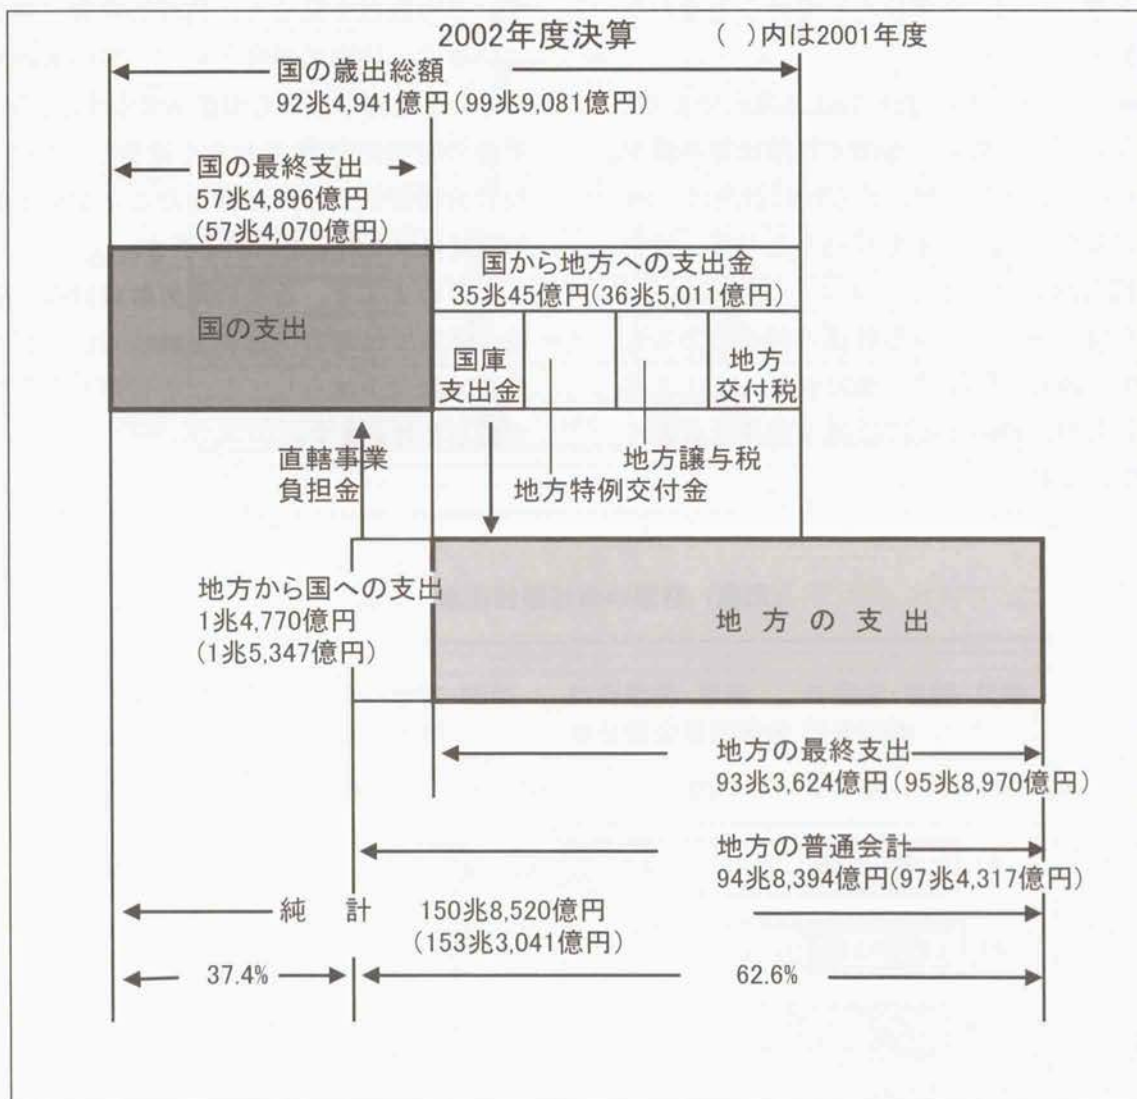 2002年度決算 （ ）内は2001年度
国の歳出総額
92兆4,941億円(99兆9,081億円)
国の最終支出
57兆4,896億円
(57兆4,070億円)
国から地方への支出金
35兆45億円(36兆5,011億円)
国の支出
国庫
支出金
地方
交付税
直轄事業
負担金
地方譲与税
地方特例交付金
地方から国への支出
1兆4,770億円
(1兆5,347億円)
地方の支出
地方の最終支出
93兆3,624億円(95兆8,970億円)
地方の普通会計
94兆8,394億円(97兆4,317億円)
純 計 150兆8,520億円
(153兆3,041億円)
37.4% 62.6%